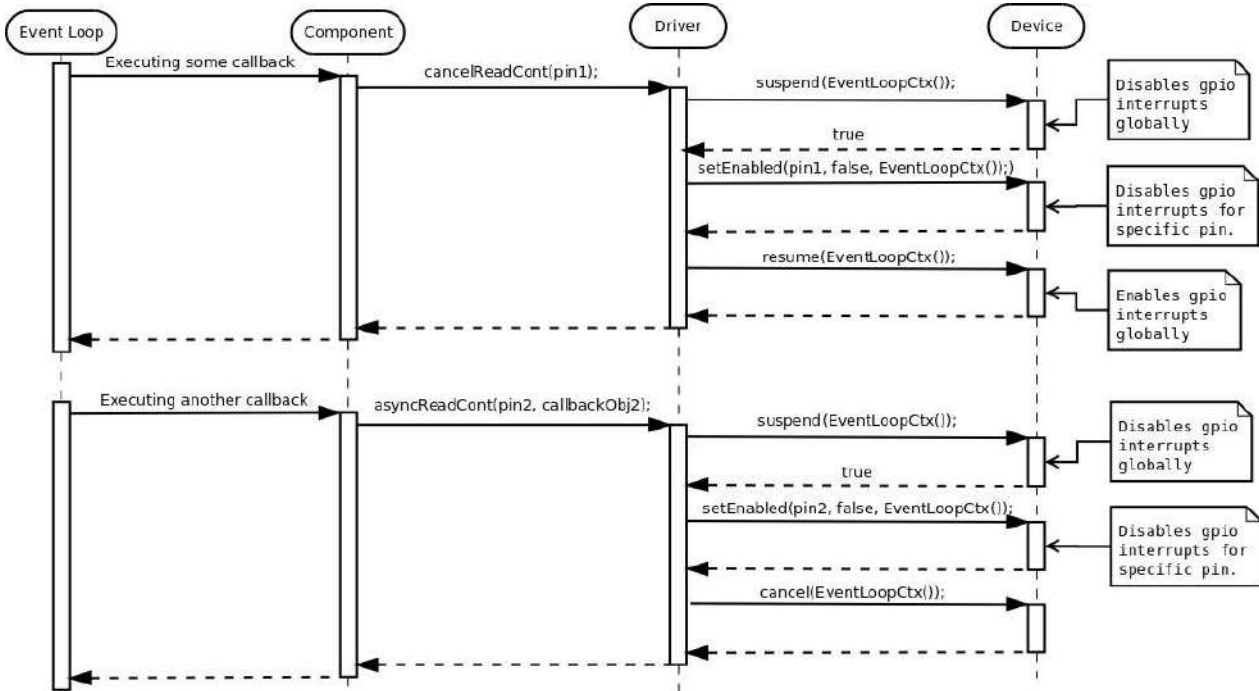 Event Loop
Component
Driver
Device
Executing some callback
cancelReadCont(pin1);
suspend(EventLoopCtx());
Disables gpio
interrupts
globally
true
setEnabled(pin1, false, EventLoopCtx());)
Disables gpio
interrupts for
specific pin.
resume(EventLoopCtx());
Enables gpio
interrupts
globally
Executing another callback
asyncReadCont(pin2, callbackObj2);
suspend(EventLoopCtx());
Disables gpio
interrupts
globally
true
setEnabled(pin2, false, EventLoopCtx());
Disables gpio
interrupts for
specific pin.
cancel(EventLoopCtx());